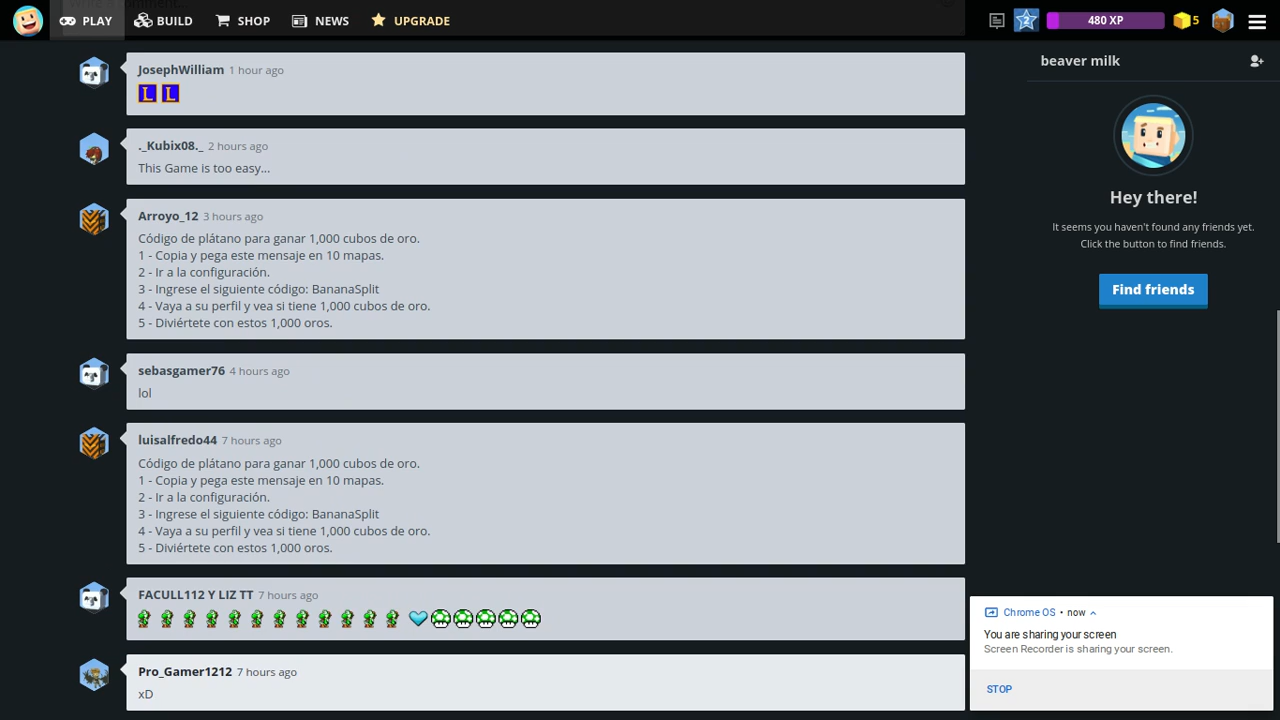 PLAY BUILD SHOP NEWS UPGRADE 2 480 XP 5
JosephWilliam 1 hour ago
L L
._Kubix08._ 2 hours ago
This Game is too easy...
Arroyo_12 3 hours ago
Código de plátano para ganar 1,000 cubos de oro.
1 - Copia y pega este mensaje en 10 mapas.
2 - Ir a la configuración.
3 - Ingrese el siguiente código: BananaSplit
4 - Vaya a su perfil y vea si tiene 1,000 cubos de oro.
5 - Diviértete con estos 1,000 oros.
sebasgamer76 4 hours ago
lol
luisalfredo44 7 hours ago
Código de plátano para ganar 1,000 cubos de oro.
1 - Copia y pega este mensaje en 10 mapas.
2 - Ir a la configuración.
3 - Ingrese el siguiente código: BananaSplit
4 - Vaya a su perfil y vea si tiene 1,000 cubos de oro.
5 - Diviértete con estos 1,000 oros.
FACULL112 Y LIZ TT 7 hours ago
Pro_Gamer1212 7 hours ago
xD
beaver milk
Hey there!
It seems you haven't found any friends yet.
Click the button to find friends.
Find friends
Chrome OS • now
You are sharing your screen
Screen Recorder is sharing your screen.
STOP